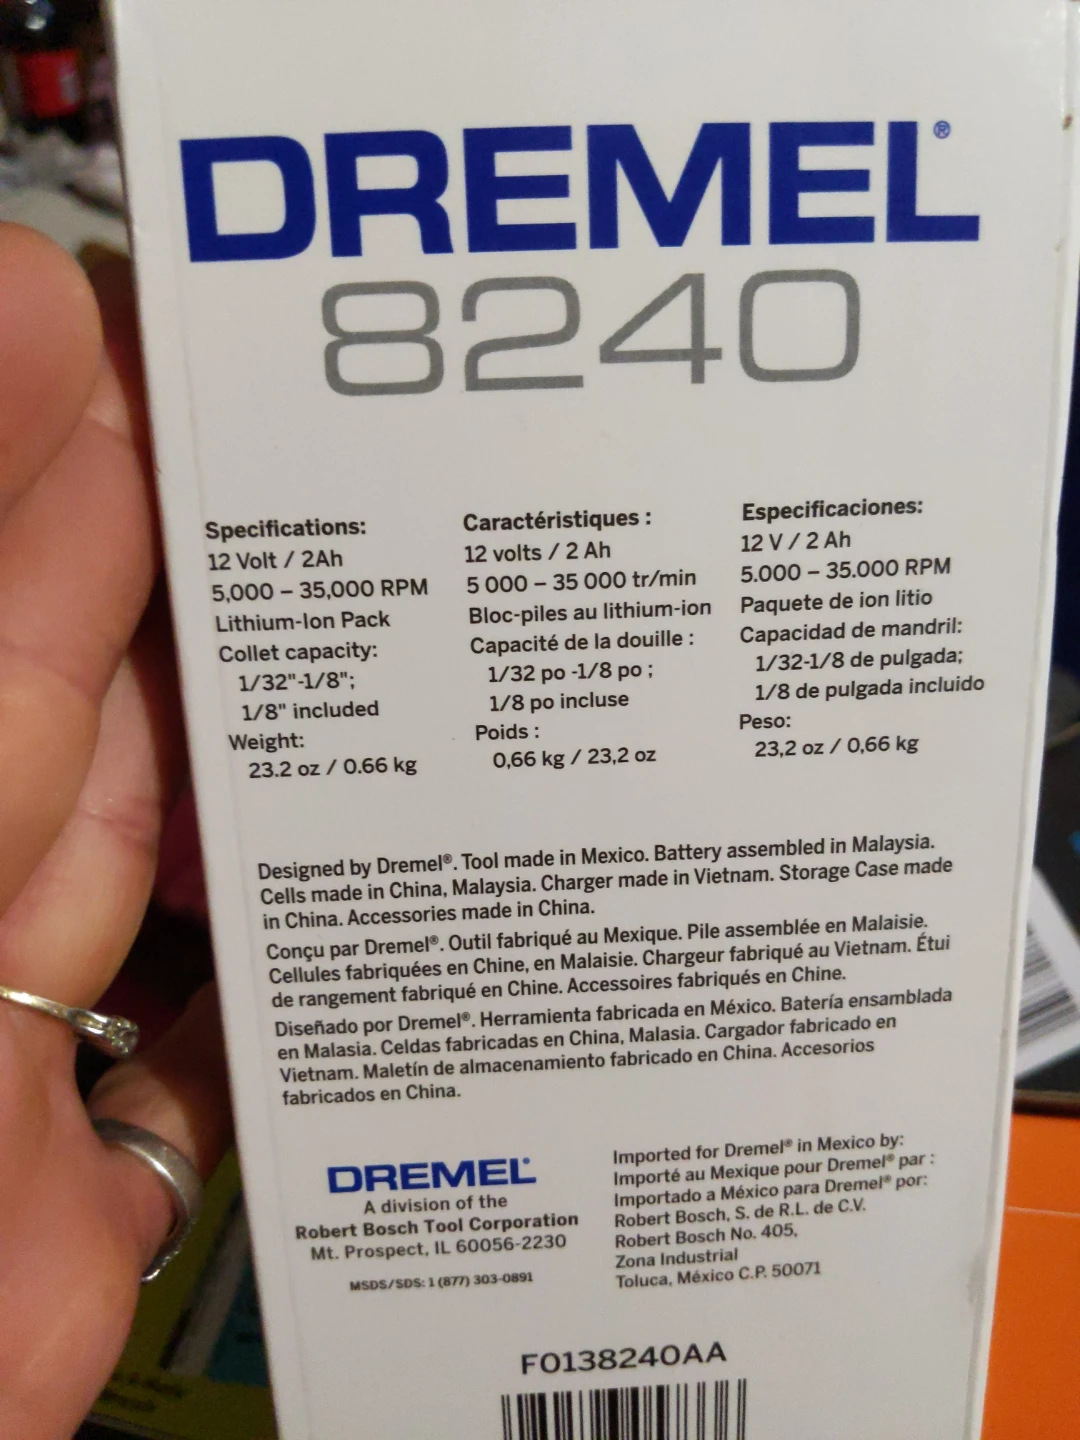 DREMEL®
8240
Specifications:
12 Volt / 2Ah
5,000 – 35,000 RPM
Lithium-Ion Pack
Collet capacity:
1/32"-1/8";
1/8" included
Weight:
23.2 oz / 0.66 kg
Caractéristiques :
12 volts / 2 Ah
5 000 – 35 000 tr/min
Bloc-piles au lithium-ion
Capacité de la douille :
1/32 po -1/8 po ;
1/8 po incluse
Poids :
0,66 kg / 23,2 oz
Especificaciones:
12 V / 2 Ah
5.000 – 35.000 RPM
Paquete de ion litio
Capacidad de mandril:
1/32-1/8 de pulgada;
1/8 de pulgada incluido
Peso:
23,2 oz / 0,66 kg
Designed by Dremel®. Tool made in Mexico. Battery assembled in Malaysia.
Cells made in China, Malaysia. Charger made in Vietnam. Storage Case made
in China. Accessories made in China.
Conçu par Dremel®. Outil fabriqué au Mexique. Pile assemblée en Malaisie.
Cellules fabriquées en Chine, en Malaisie. Chargeur fabriqué au Vietnam. Étui
de rangement fabriqué en Chine. Accessoires fabriqués en Chine.
Diseñado por Dremel®. Herramienta fabricada en México. Batería ensamblada
en Malasia. Celdas fabricadas en China, Malasia. Cargador fabricado en
Vietnam. Maletín de almacenamiento fabricado en China. Accesorios
fabricados en China.
DREMEL®
A division of the
Robert Bosch Tool Corporation
Mt. Prospect, IL 60056-2230
MSDS/SDS: 1 (877) 303-0891
Imported for Dremel® in Mexico by:
Importé au Mexique pour Dremel® par :
Importado a México para Dremel® por:
Robert Bosch, S. de R.L. de C.V.
Robert Bosch No. 405,
Zona Industrial
Toluca, México C.P. 50071
F0138240AA